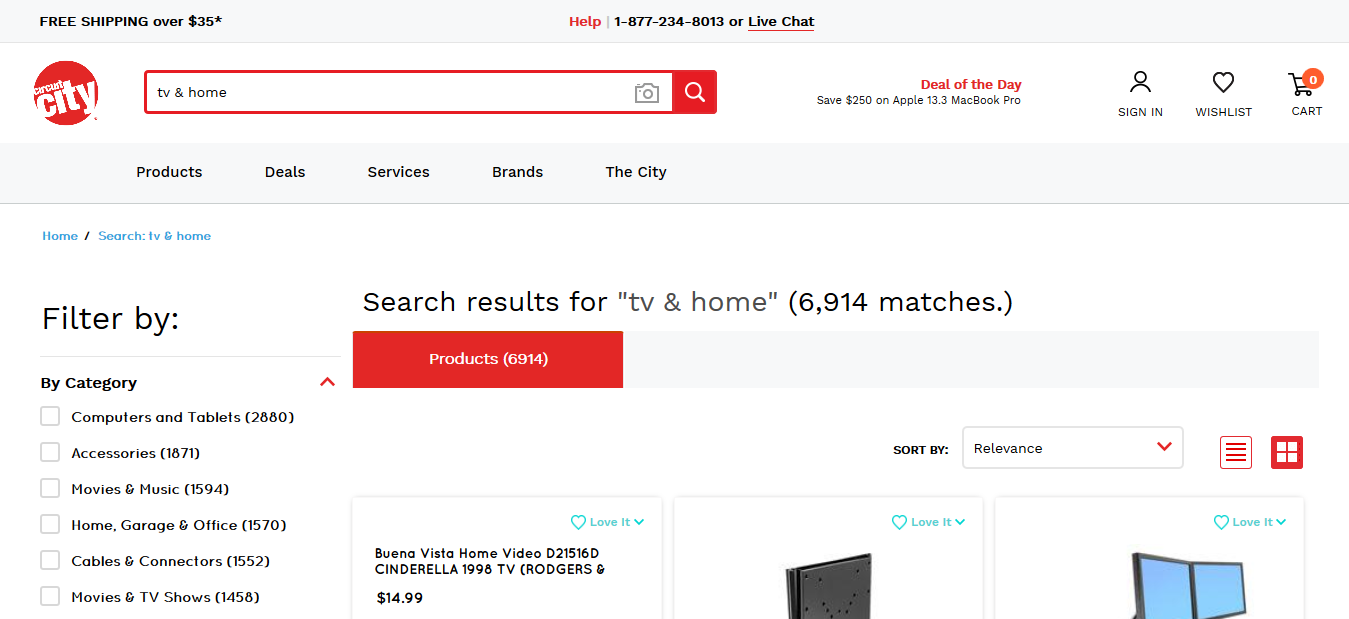 FREE SHIPPING over $35*
Help | 1-877-234-8013 or Live Chat
circuit
city
tv & home
Deal of the Day
Save $250 on Apple 13.3 MacBook Pro
SIGN IN
WISHLIST
0
CART
Products
Deals
Services
Brands
The City
Home / Search: tv & home
Filter by:
By Category
Computers and Tablets (2880)
Accessories (1871)
Movies & Music (1594)
Home, Garage & Office (1570)
Cables & Connectors (1552)
Movies & TV Shows (1458)
Search results for "tv & home" (6,914 matches.)
Products (6914)
SORT BY:
Relevance
Love It
Buena Vista Home Video D21516D
CINDERELLA 1998 TV (RODGERS &
$14.99
Love It
Love It